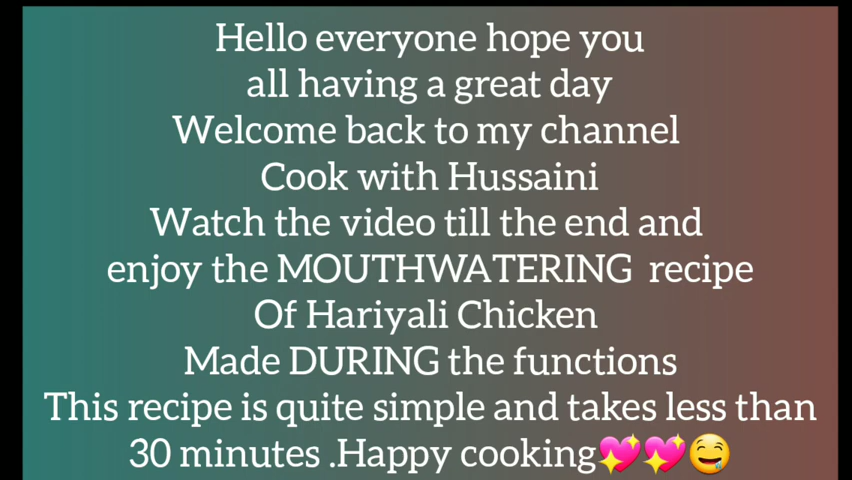 Hello everyone hope you
all having a great day
Welcome back to my channel
Cook with Hussaini
Watch the video till the end and
enjoy the MOUTHWATERING recipe
Of Hariyali Chicken
Made DURING the functions
This recipe is quite simple and takes less than
30 minutes .Happy cooking💖💖🤤